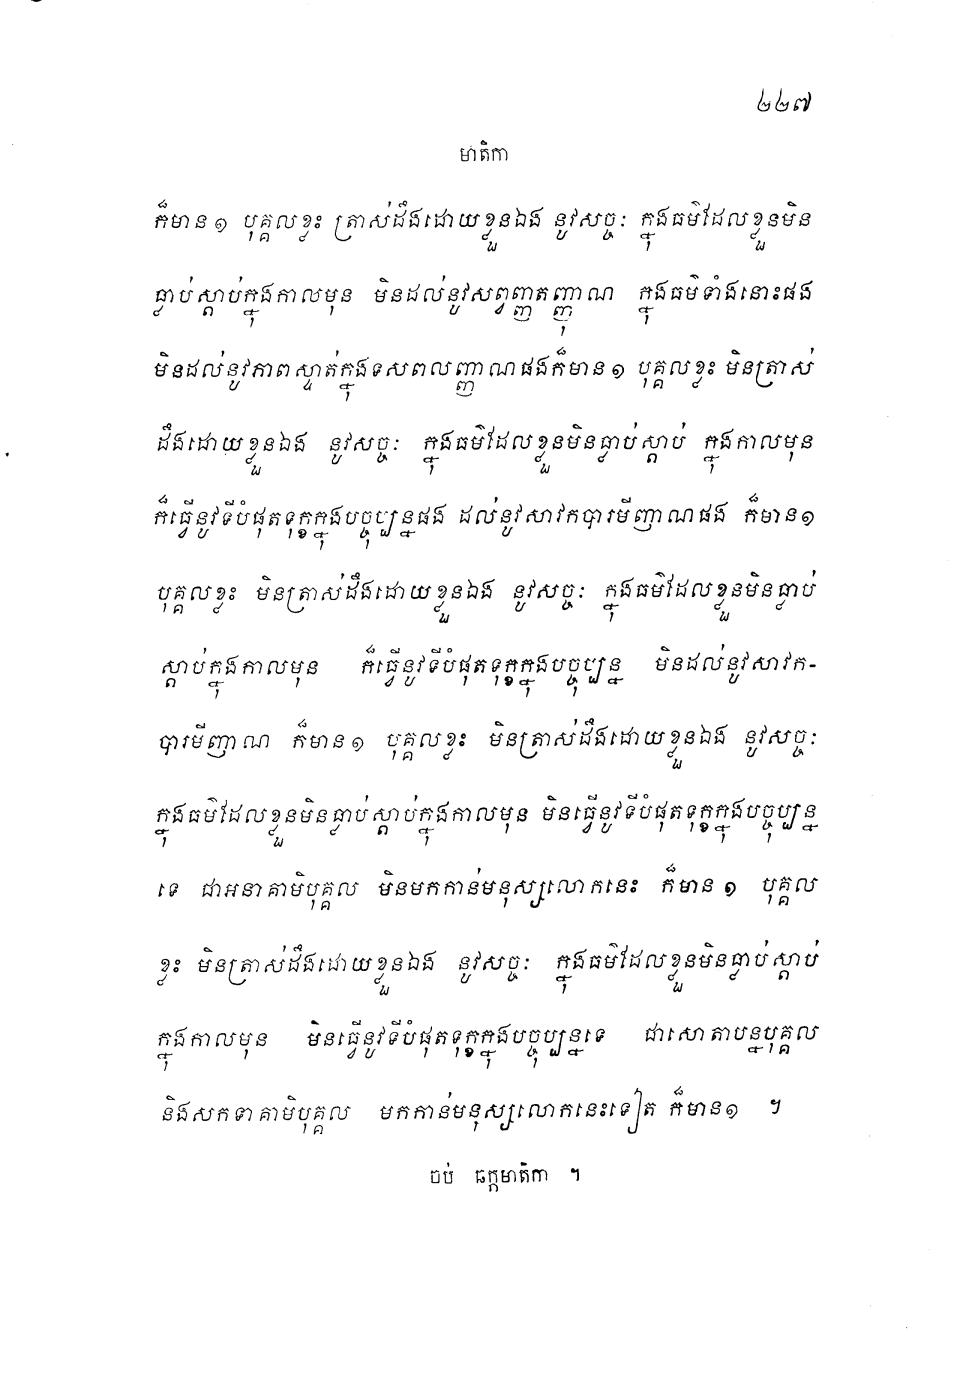 ២២៧
មាតិកា
ក៏មាន១ បុគ្គលខ្លះ ត្រាស់ដឹងដោយខ្លួនឯង នូវសច្ចៈ ក្នុងធម៌ដែលខ្លួនមិន
ធ្លាប់ស្តាប់ក្នុងកាលមុន មិនដល់នូវសព្វញ្ញុតញ្ញាណ ក្នុងធម៌ទាំងនោះផង
មិនដល់នូវភាពស្ទាត់ក្នុងទសពលញ្ញាណផងក៏មាន១ បុគ្គលខ្លះ មិនត្រាស់
ដឹងដោយខ្លួនឯង នូវសច្ចៈ ក្នុងធម៌ដែលខ្លួនមិនធ្លាប់ស្តាប់ ក្នុងកាលមុន
ក៏ធ្វើនូវទីបំផុតទុក្ខក្នុងបច្ចុប្បន្នផង ដល់នូវសាវកបារមីញាណផង ក៏មាន១
បុគ្គលខ្លះ មិនត្រាស់ដឹងដោយខ្លួនឯង នូវសច្ចៈ ក្នុងធម៌ដែលខ្លួនមិនធ្លាប់
ស្តាប់ក្នុងកាលមុន ក៏ធ្វើនូវទីបំផុតទុក្ខក្នុងបច្ចុប្បន្ន មិនដល់នូវសាវក-
បារមីញាណ ក៏មាន១ បុគ្គលខ្លះ មិនត្រាស់ដឹងដោយខ្លួនឯង នូវសច្ចៈ
ក្នុងធម៌ដែលខ្លួនមិនធ្លាប់ស្តាប់ក្នុងកាលមុន មិនធ្វើនូវទីបំផុតទុក្ខក្នុងបច្ចុប្បន្ន
ទេ ជាអនាគាមិបុគ្គល មិនមកកាន់មនុស្សលោកនេះ ក៏មាន១ បុគ្គល
ខ្លះ មិនត្រាស់ដឹងដោយខ្លួនឯង នូវសច្ចៈ ក្នុងធម៌ដែលខ្លួនមិនធ្លាប់ស្តាប់
ក្នុងកាលមុន មិនធ្វើនូវទីបំផុតទុក្ខក្នុងបច្ចុប្បន្នទេ ជាសោតាបន្នបុគ្គល
និងសកទាគាមិបុគ្គល មកកាន់មនុស្សលោកនេះទៀត ក៏មាន១ ។
ចប់ ឆក្កមាតិកា ។